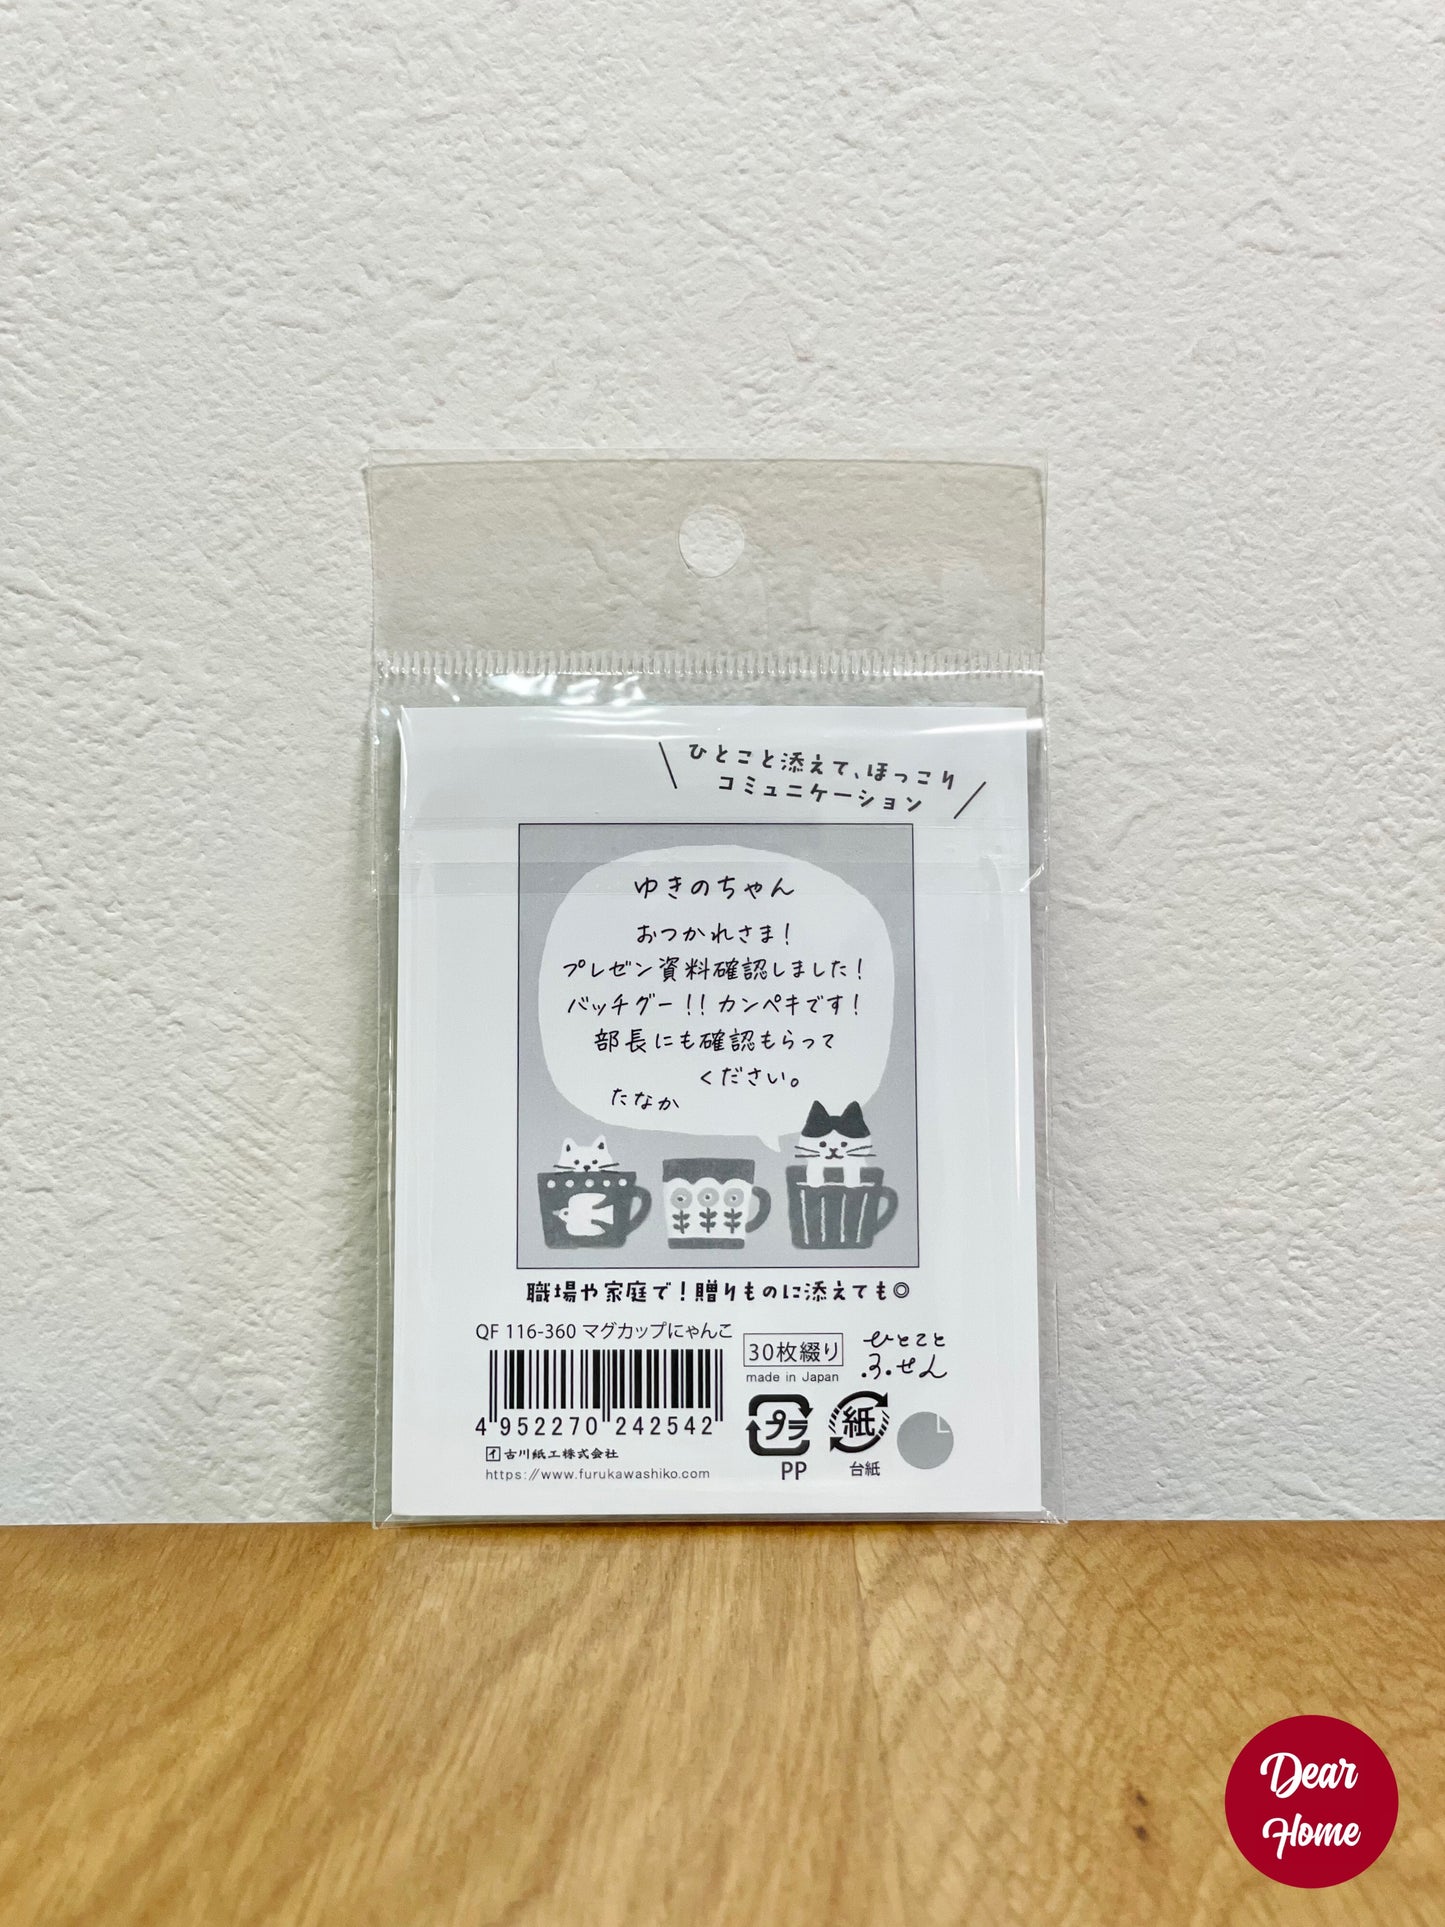 ひとこと添えて、ほっこり
コミュニケーション
ゆきのちゃん
おつかれさま！
プレゼン資料確認しました！
バッチグー！！カンペキです！
部長にも確認もらって
ください。
たなか
職場や家庭で！贈りものに添えても◎
QF 116-360 マグカップにゃんこ
30枚綴り
made in Japan
ひとこと
ふせん
4 952270 242542
プラ
PP
紙
台紙
イ 古川紙工株式会社
https://www.furukawashiko.com
Dear
Home